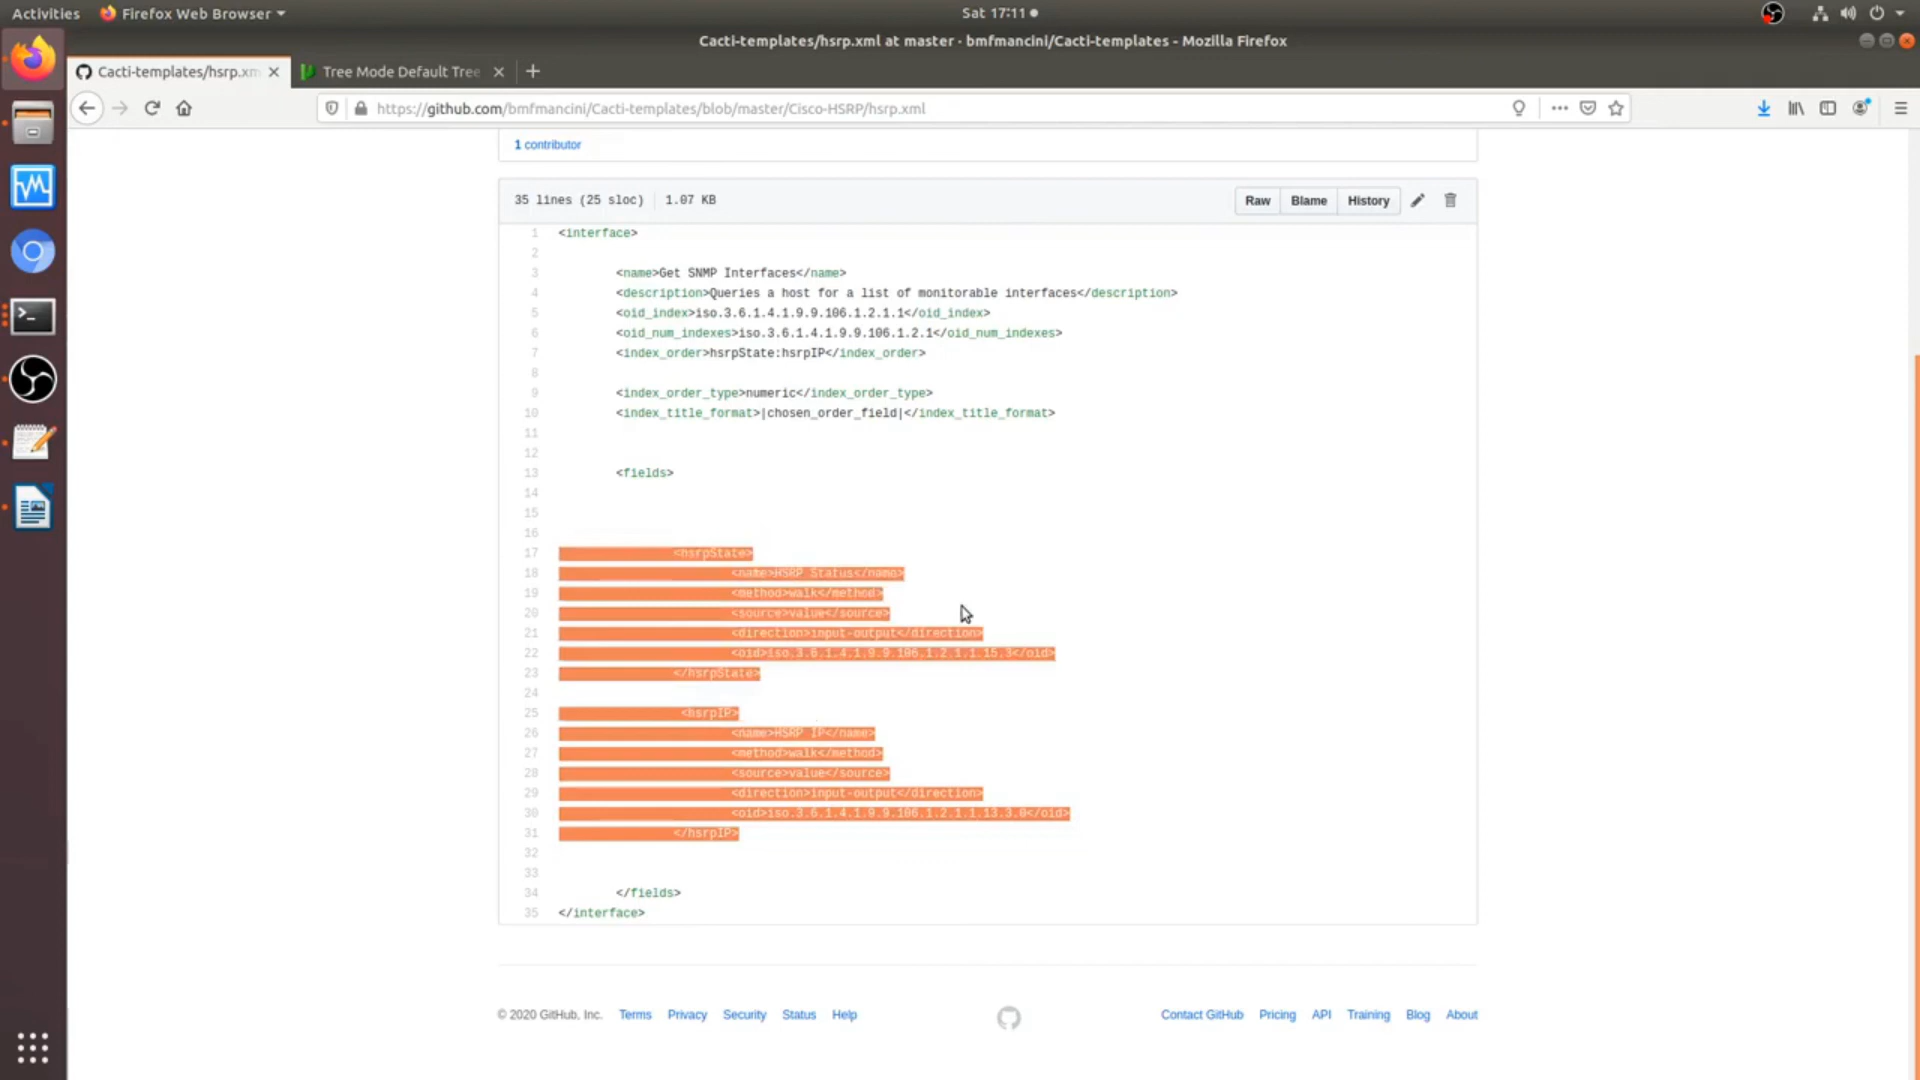 Activities Firefox Web Browser Sat 17:11
Cacti-templates/hsrp.xml at master · bmfmancini/Cacti-templates - Mozilla Firefox
Cacti-templates/hsrp.xm Tree Mode Default Tree
https://github.com/bmfmancini/Cacti-templates/blob/master/Cisco-HSRP/hsrp.xml
1 contributor
35 lines (25 sloc) 1.07 KB Raw Blame History
1 <interface>
2
3 <name>Get SNMP Interfaces</name>
4 <description>Queries a host for a list of monitorable interfaces</description>
5 <oid_index>iso.3.6.1.4.1.9.9.106.1.2.1.1</oid_index>
6 <oid_num_indexes>iso.3.6.1.4.1.9.9.106.1.2.1</oid_num_indexes>
7 <index_order>hsrpState:hsrpIP</index_order>
8
9 <index_order_type>numeric</index_order_type>
10 <index_title_format>|chosen_order_field|</index_title_format>
11
12
13 <fields>
14
15
16
17 <hsrpState>
18 <name>HSRP Status</name>
19 <method>walk</method>
20 <source>value</source>
21 <direction>input-output</direction>
22 <oid>iso.3.6.1.4.1.9.9.106.1.2.1.1.15.3</oid>
23 </hsrpState>
24
25 <hsrpIP>
26 <name>HSRP IP</name>
27 <method>walk</method>
28 <source>value</source>
29 <direction>input-output</direction>
30 <oid>iso.3.6.1.4.1.9.9.106.1.2.1.1.13.3.0</oid>
31 </hsrpIP>
32
33
34 </fields>
35 </interface>
© 2020 GitHub, Inc. Terms Privacy Security Status Help Contact GitHub Pricing API Training Blog About